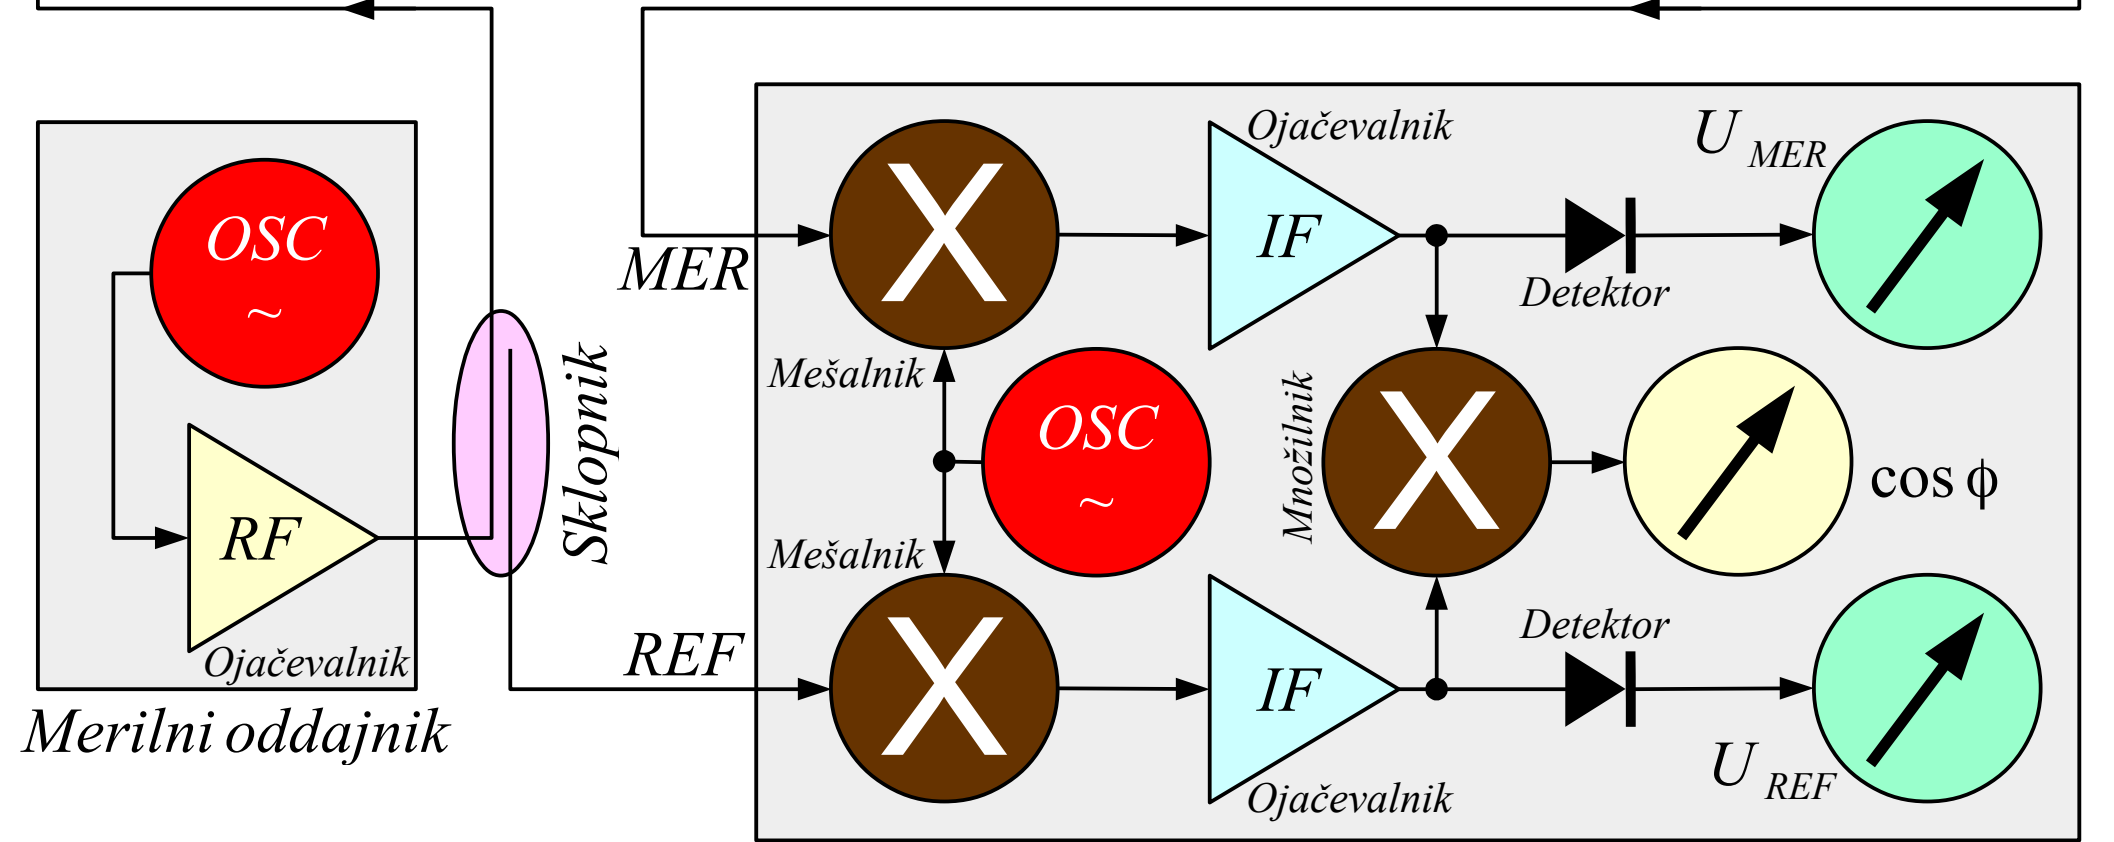 OSC
~
RF
Ojačevalnik
Merilni oddajnik
Sklopnik
MER
REF
X
Mešalnik
OSC
~
Mešalnik
X
Ojačevalnik
IF
Množilnik
X
IF
Ojačevalnik
Detektor
U MER
cos ϕ
Detektor
U REF